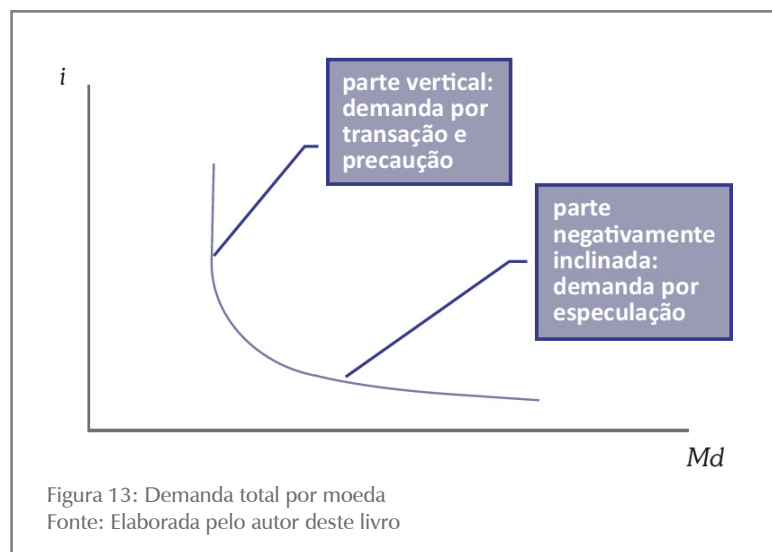 i
parte vertical:
demanda por
transação e
precaução
parte
negativamente
inclinada:
demanda por
especulação
Md
Figura 13: Demanda total por moeda
Fonte: Elaborada pelo autor deste livro